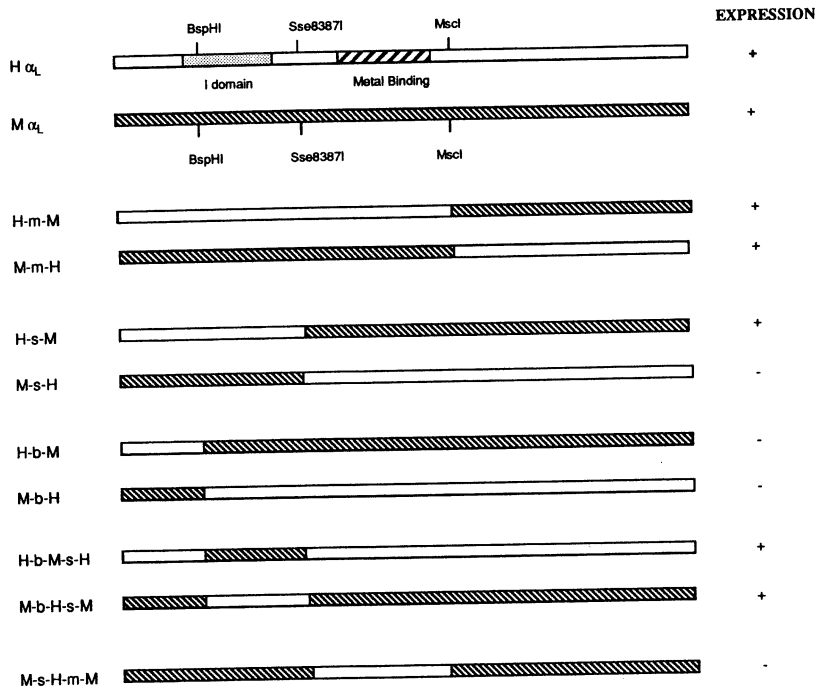 EXPRESSION
BspHI Sse8387I MscI
H αL +
I domain Metal Binding
M αL +
BspHI Sse8387I MscI
H-m-M +
M-m-H +
H-s-M +
M-s-H -
H-b-M -
M-b-H -
H-b-M-s-H +
M-b-H-s-M +
M-s-H-m-M -